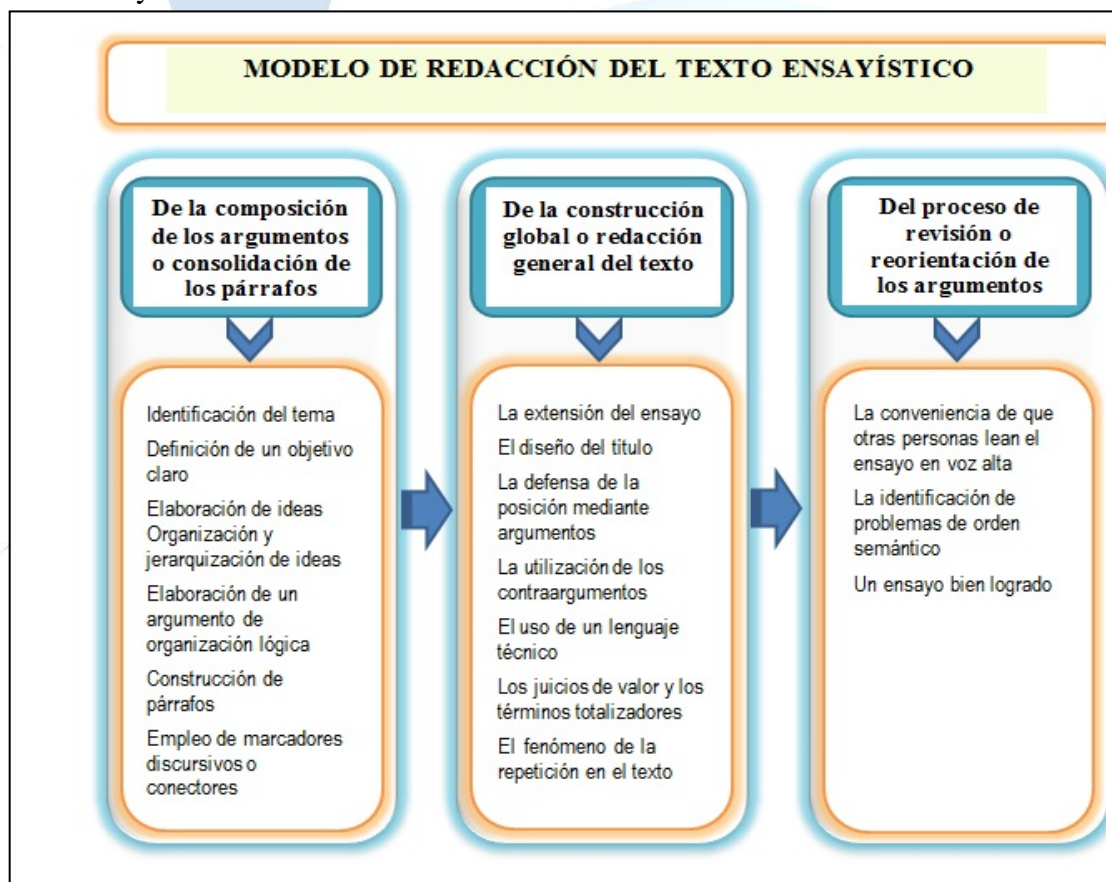 MODELO DE REDACCIÓN DEL TEXTO ENSAYÍSTICO
De la composición
de los argumentos
o consolidación de
los párrafos
Identificación del tema
Definición de un objetivo
claro
Elaboración de ideas
Organización y
jerarquización de ideas
Elaboración de un
argumento de
organización lógica
Construcción de
párrafos
Empleo de marcadores
discursivos o
conectores
De la construcción
global o redacción
general del texto
La extensión del ensayo
El diseño del título
La defensa de la
posición mediante
argumentos
La utilización de los
contraargumentos
El uso de un lenguaje
técnico
Los juicios de valor y los
términos totalizadores
El fenómeno de la
repetición en el texto
Del proceso de
revisión o
reorientación de
los argumentos
La conveniencia de que
otras personas lean el
ensayo en voz alta
La identificación de
problemas de orden
semántico
Un ensayo bien logrado